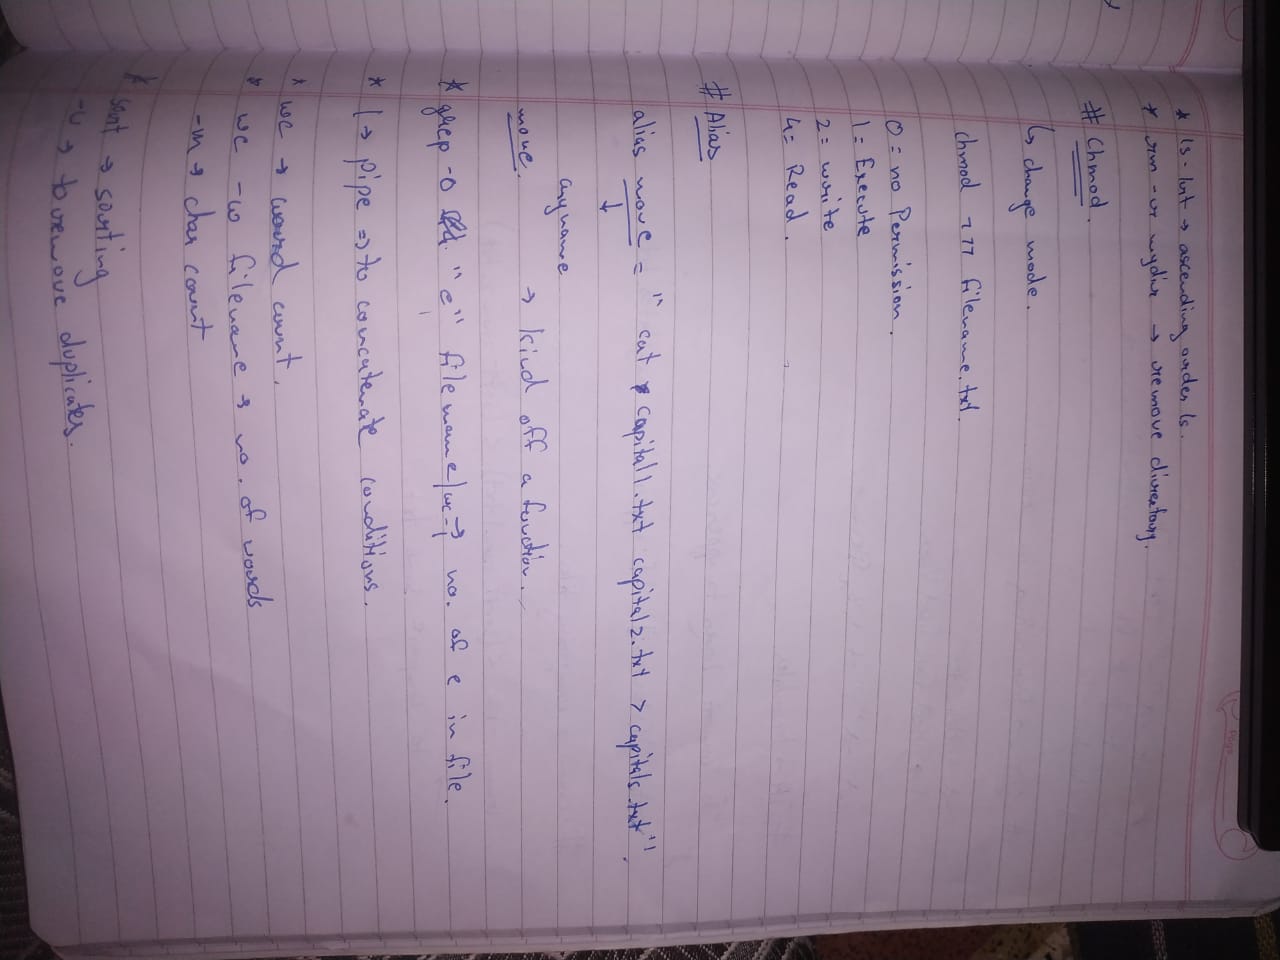 * ls -lrt → ascending order ls.
* rm -r mydir → remove directory.
# Chmod.
↳ change mode.
chmod 777 filename.txt.
0 = no Permission.
1 = Execute
2 = write
4 = Read.
# Alias
alias move = "cat capital1.txt capital2.txt > capitals.txt".
↓
anyname
move. → kind off a function.
* grep -o "e" filename|wc-l → no. of e in file.
* | → pipe => to concatenate conditions.
* wc → word count.
* wc -w filename → no. of words
-m → char count
* sort → sorting
-u → to remove duplicates.